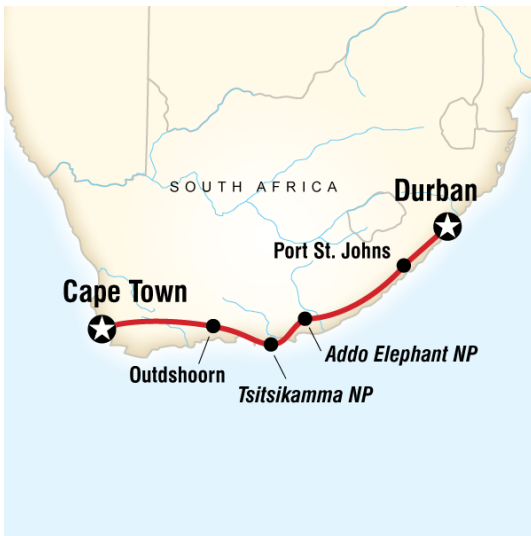 SOUTH AFRICA
Durban
Port St. Johns
Cape Town
Addo Elephant NP
Outdshoorn
Tsitsikamma NP